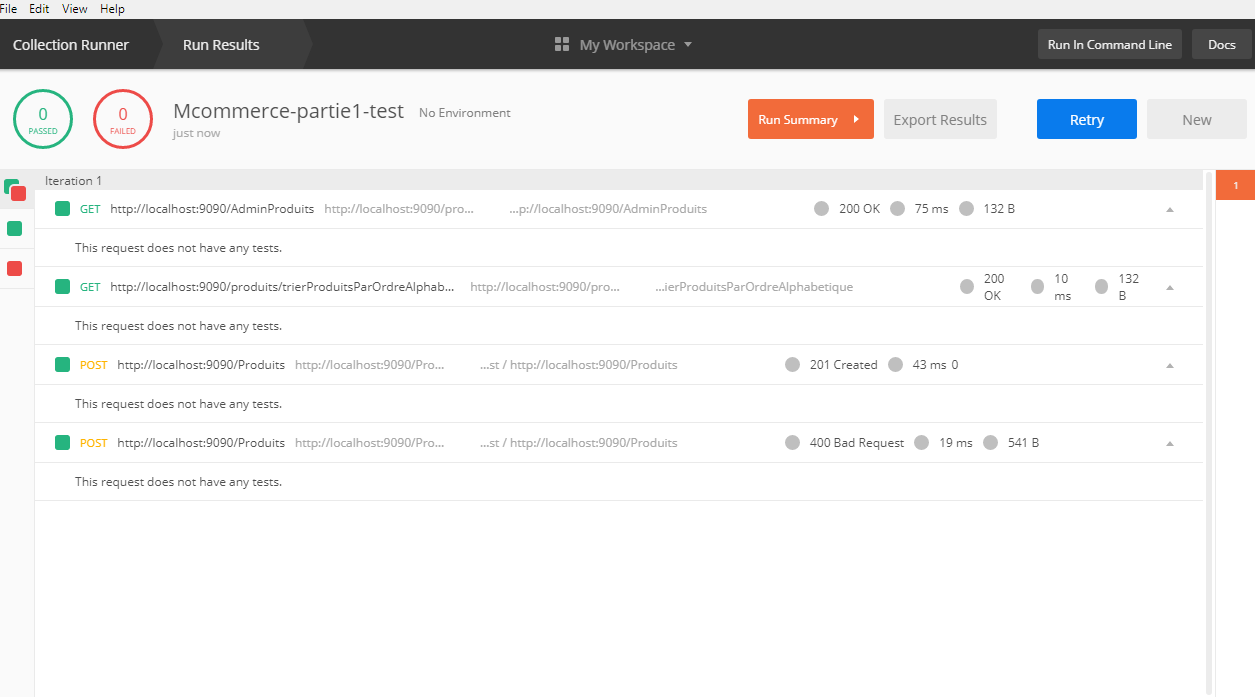 File Edit View Help
Collection Runner Run Results My Workspace Run In Command Line Docs
0 PASSED
0 FAILED
Mcommerce-partie1-test No Environment
just now
Run Summary Export Results Retry New
Iteration 1
1
GET http://localhost:9090/AdminProduits http://localhost:9090/pro... ...p://localhost:9090/AdminProduits 200 OK 75 ms 132 B
This request does not have any tests.
GET http://localhost:9090/produits/trierProduitsParOrdreAlphab... http://localhost:9090/pro... ...ierProduitsParOrdreAlphabetique 200 OK 10 ms 132 B
This request does not have any tests.
POST http://localhost:9090/Produits http://localhost:9090/Pro... ...st / http://localhost:9090/Produits 201 Created 43 ms 0
This request does not have any tests.
POST http://localhost:9090/Produits http://localhost:9090/Pro... ...st / http://localhost:9090/Produits 400 Bad Request 19 ms 541 B
This request does not have any tests.